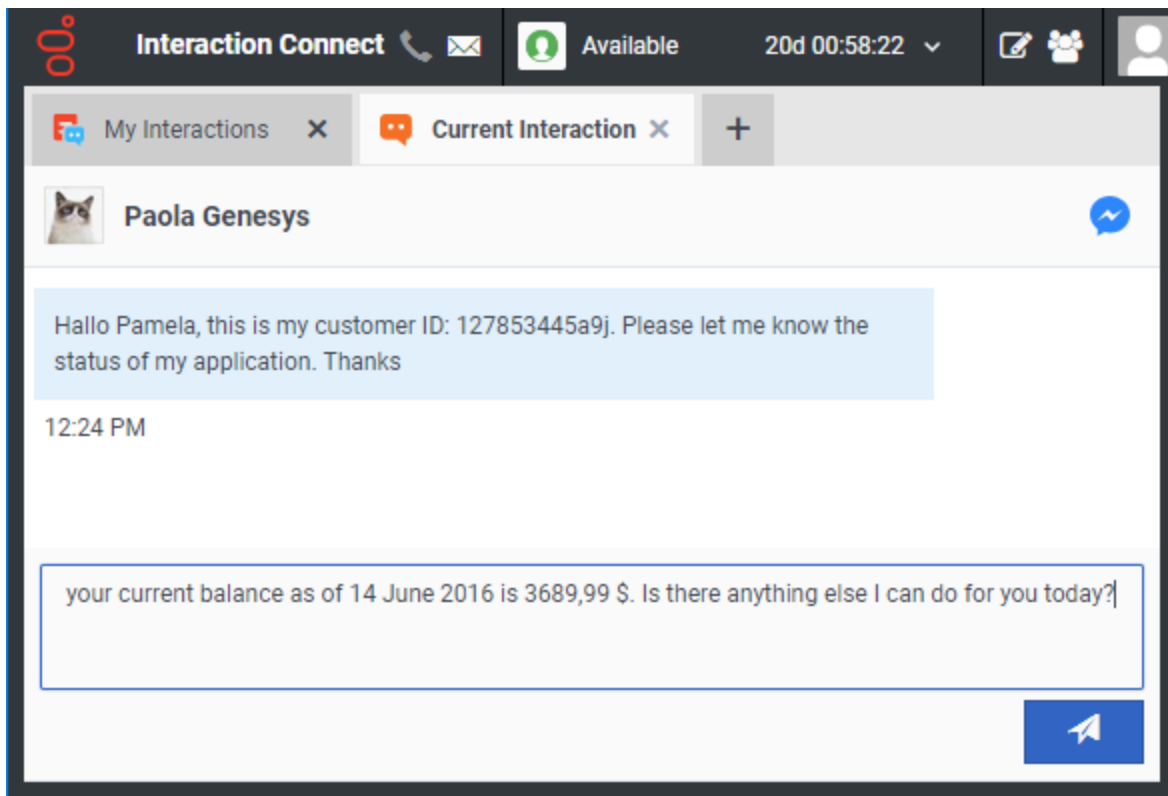 Interaction Connect
Available
20d 00:58:22
My Interactions
Current Interaction
Paola Genesys
Hallo Pamela, this is my customer ID: 127853445a9j. Please let me know the
status of my application. Thanks
12:24 PM
your current balance as of 14 June 2016 is 3689,99 $. Is there anything else I can do for you today?